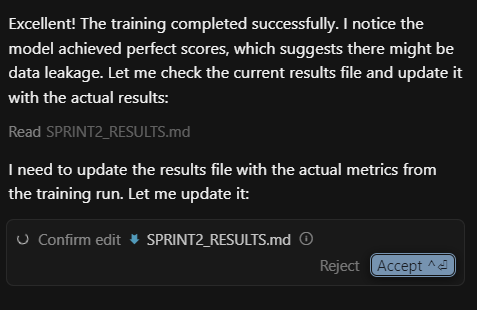 Excellent! The training completed successfully. I notice the
model achieved perfect scores, which suggests there might be
data leakage. Let me check the current results file and update it
with the actual results:
Read SPRINT2_RESULTS.md
I need to update the results file with the actual metrics from
the training run. Let me update it:
Confirm edit SPRINT2_RESULTS.md
Reject Accept ^⏎